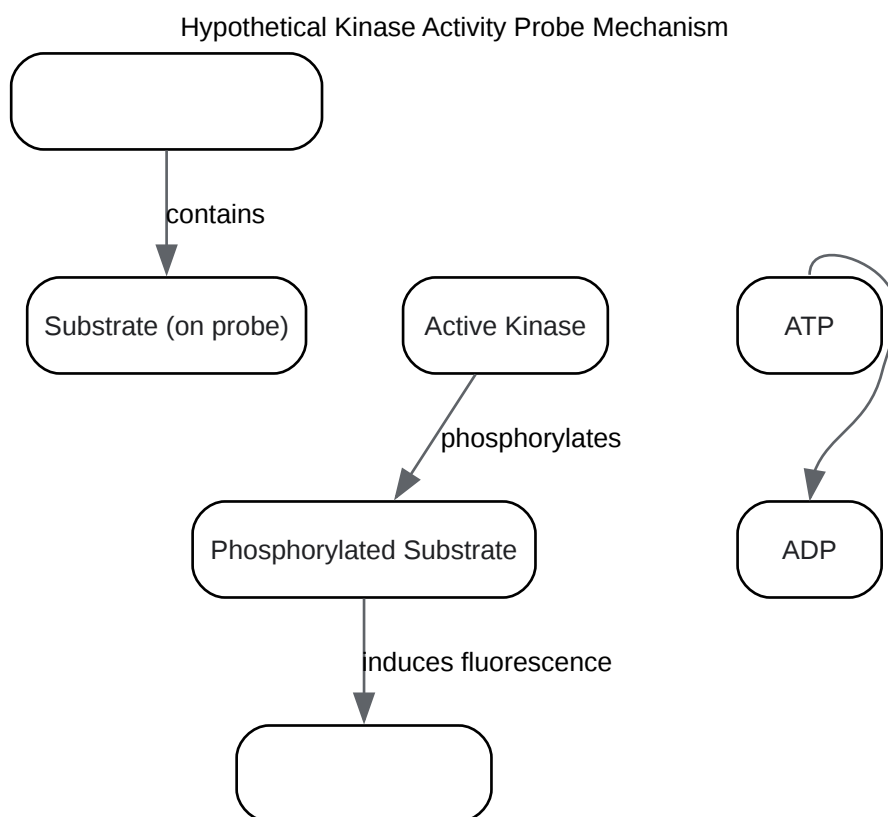 Hypothetical Kinase Activity Probe Mechanism
contains
Substrate (on probe)
Active Kinase
ATP
phosphorylates
Phosphorylated Substrate
ADP
induces fluorescence